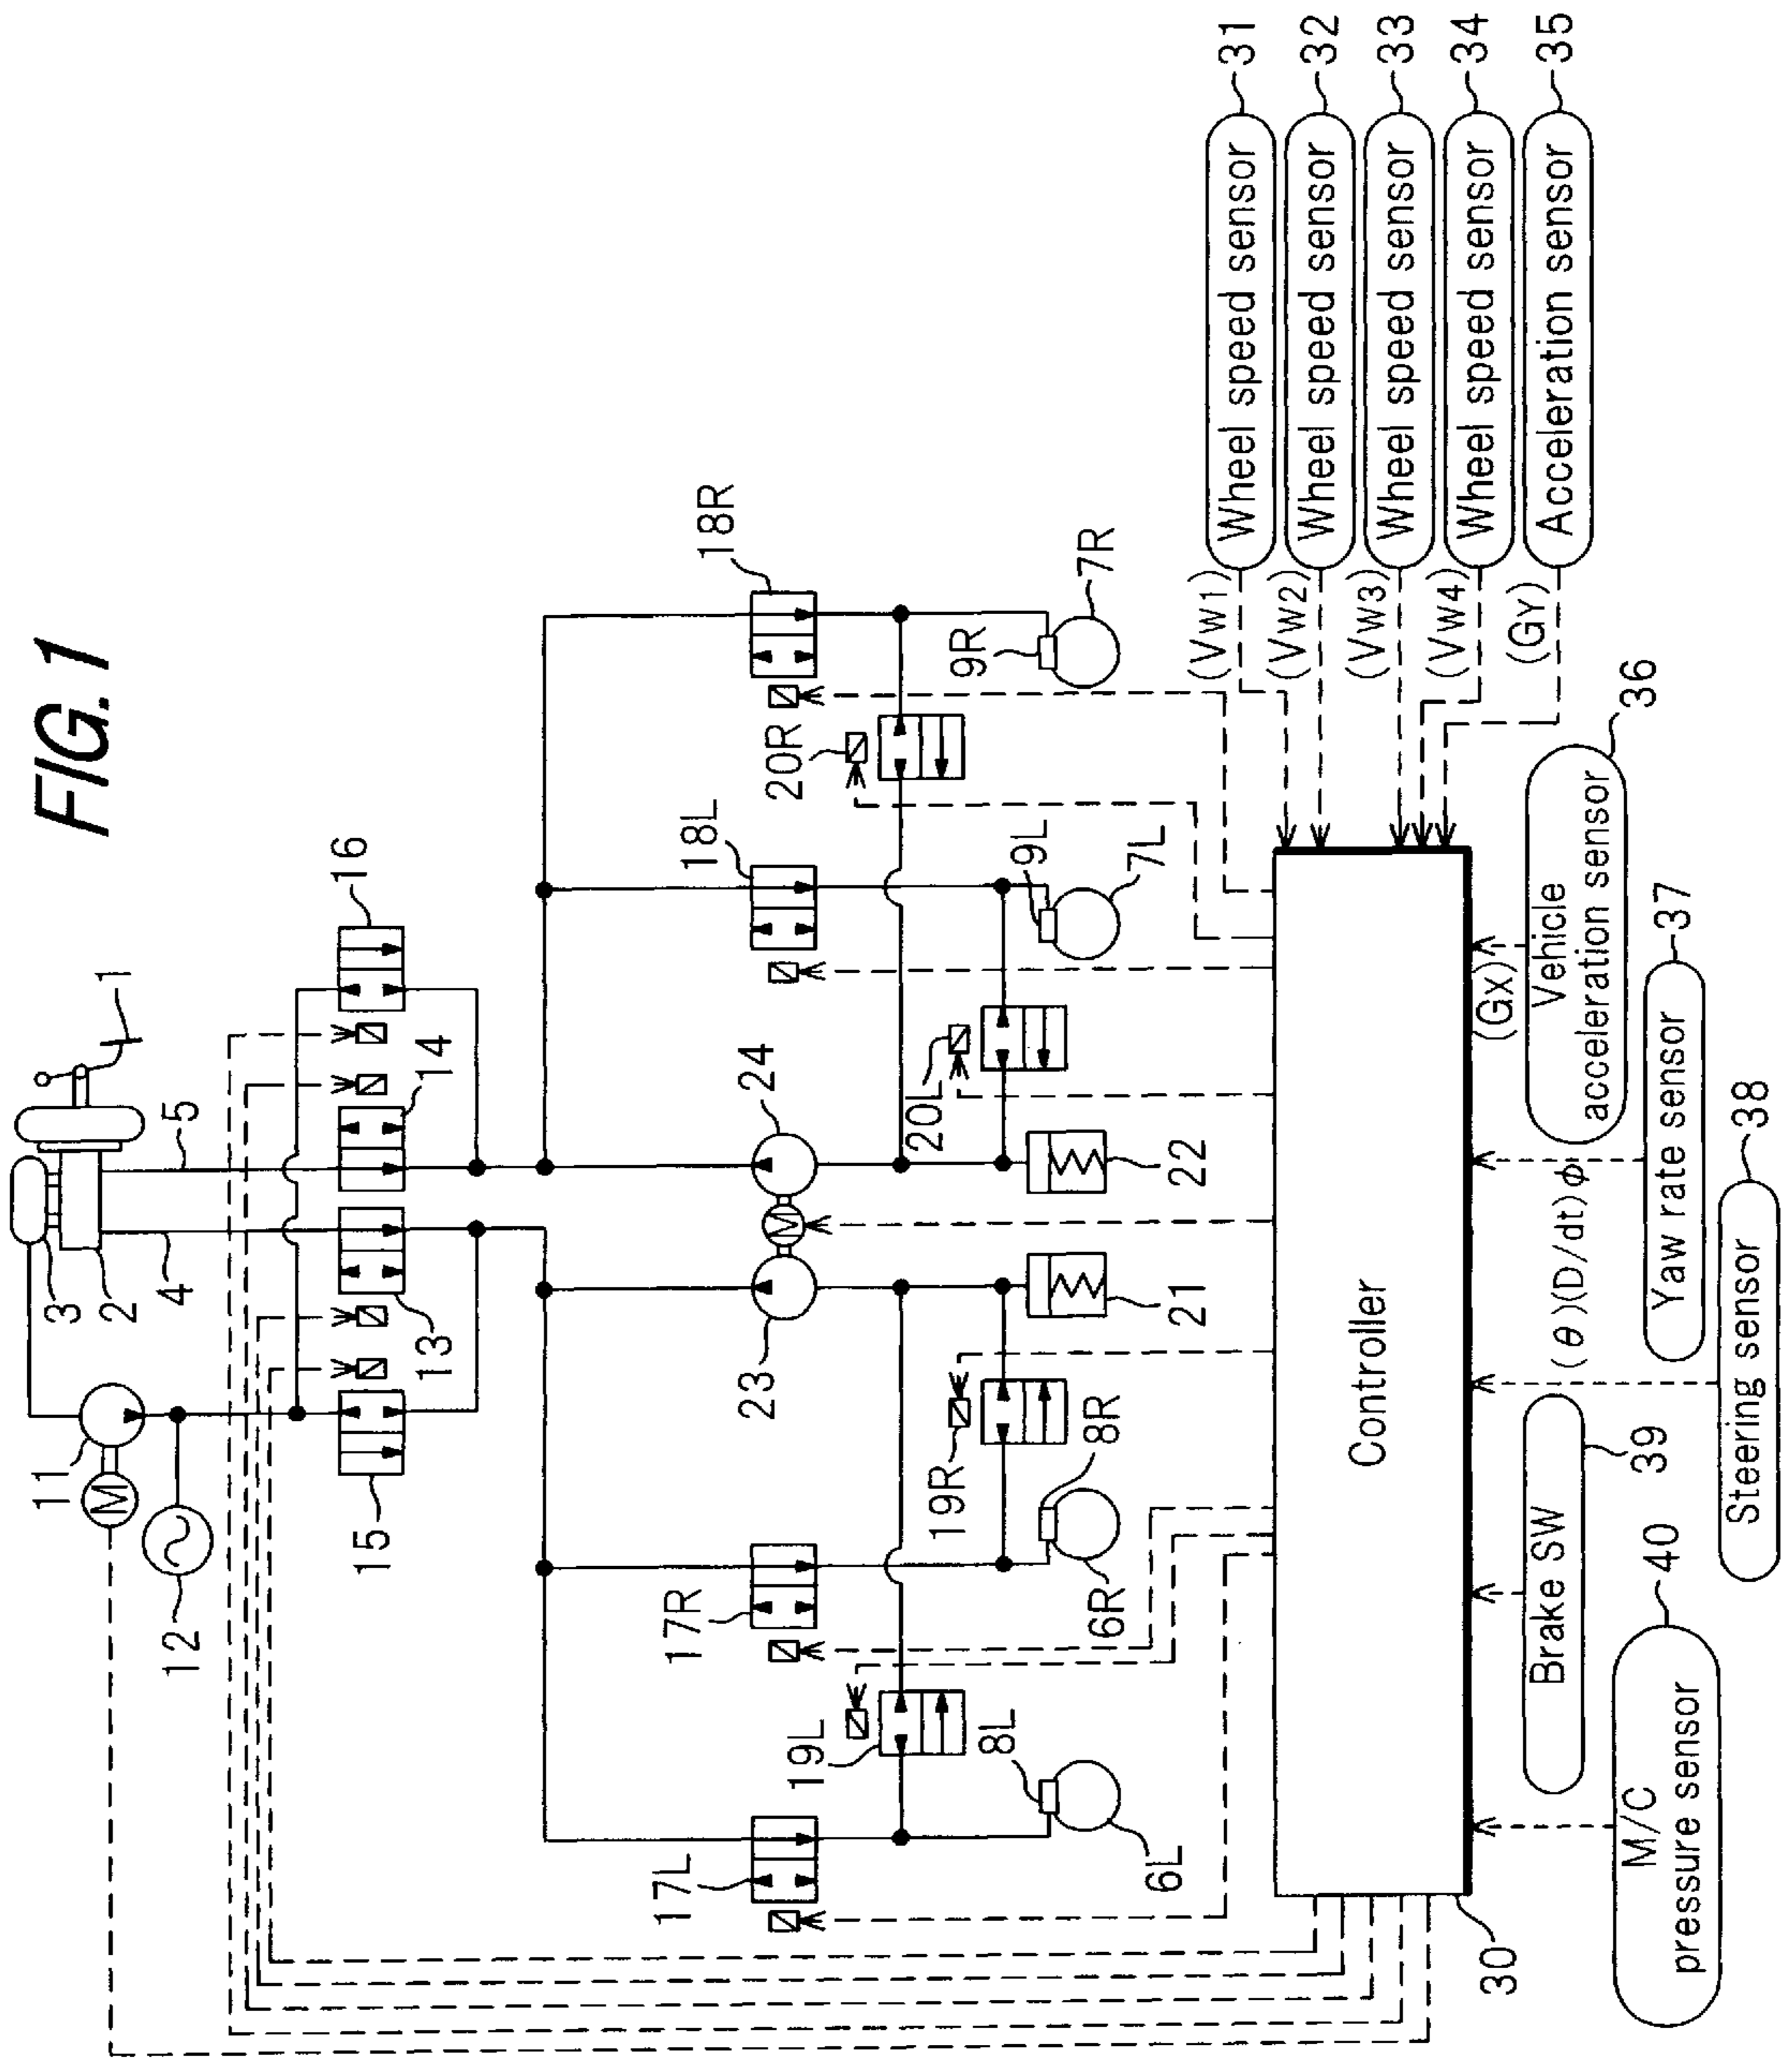 FIG. 1
1
2
3
4
5
11
M
12
13
14
15
16
17L
17R
18L
18R
19L
19R
20L
20R
21
22
23
M
24
8L
6L
8R
6R
9L
7L
9R
7R
Controller
30
(VW1)
Wheel speed sensor
31
(VW2)
Wheel speed sensor
32
(VW3)
Wheel speed sensor
33
(VW4)
Wheel speed sensor
34
(GY)
Acceleration sensor
35
(GX)
Vehicle
acceleration sensor
36
(θ)(D/dt)φ
Yaw rate sensor
37
Steering sensor
38
Brake SW
39
M/C
pressure sensor
40